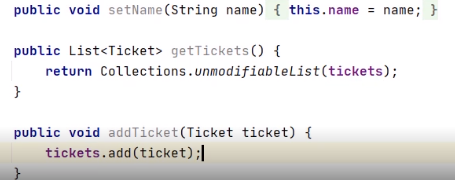 public void setName(String name) { this.name = name; }
public List<Ticket> getTickets() {
return Collections.unmodifiableList(tickets);
}
public void addTicket(Ticket ticket) {
tickets.add(ticket);
}